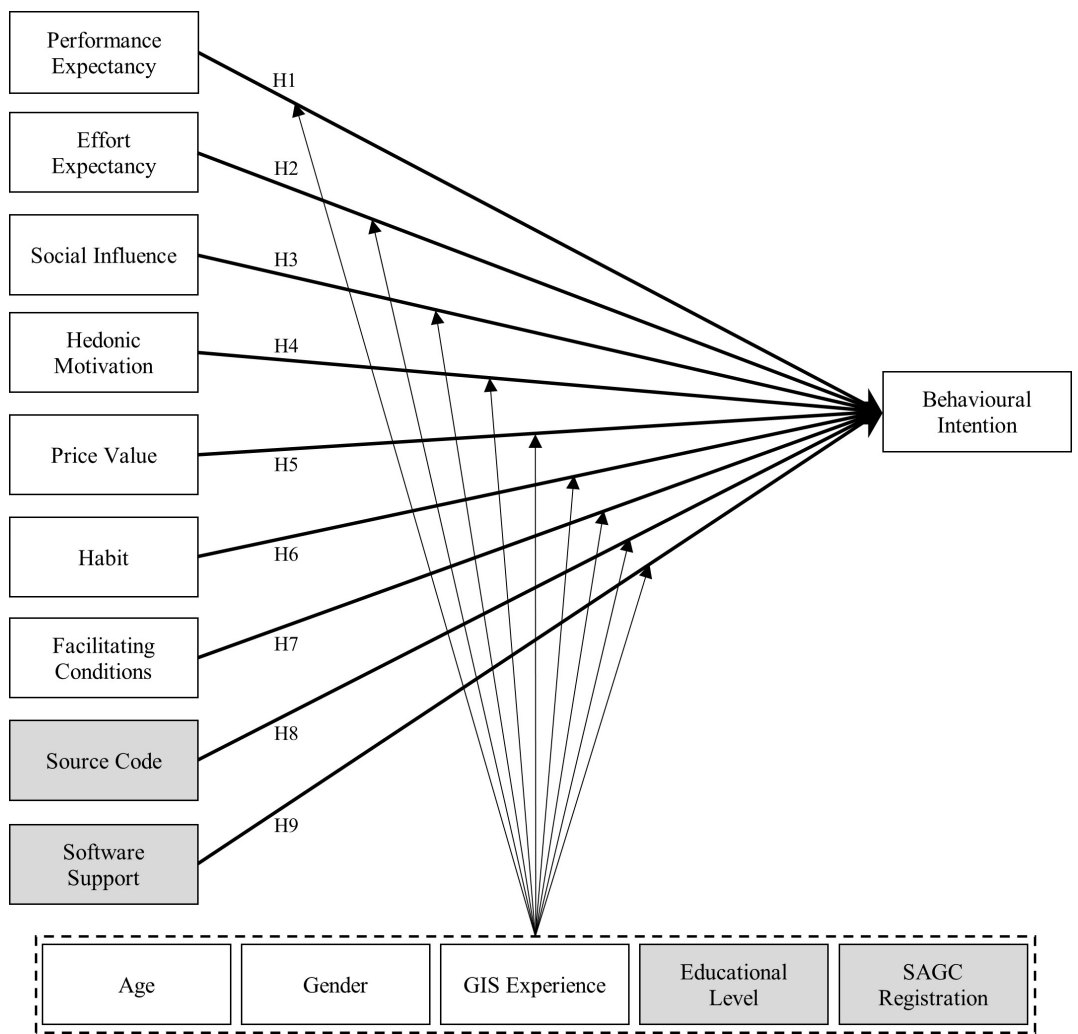 Performance
Expectancy
H1
Effort
Expectancy
H2
Social Influence
H3
Hedonic
Motivation
H4
Behavioural
Intention
Price Value
H5
Habit
H6
Facilitating
Conditions
H7
Source Code
H8
Software
Support
H9
Age
Gender
GIS Experience
Educational
Level
SAGC
Registration